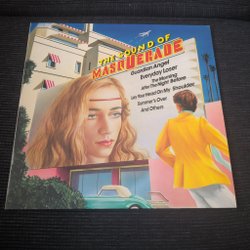 THE SOUND OF
MASQUERADE
Guardian Angel
Everyday Loser
The Morning
After The Night Before
Lay Your Head On My Shoulder
Summer's Over
And Others